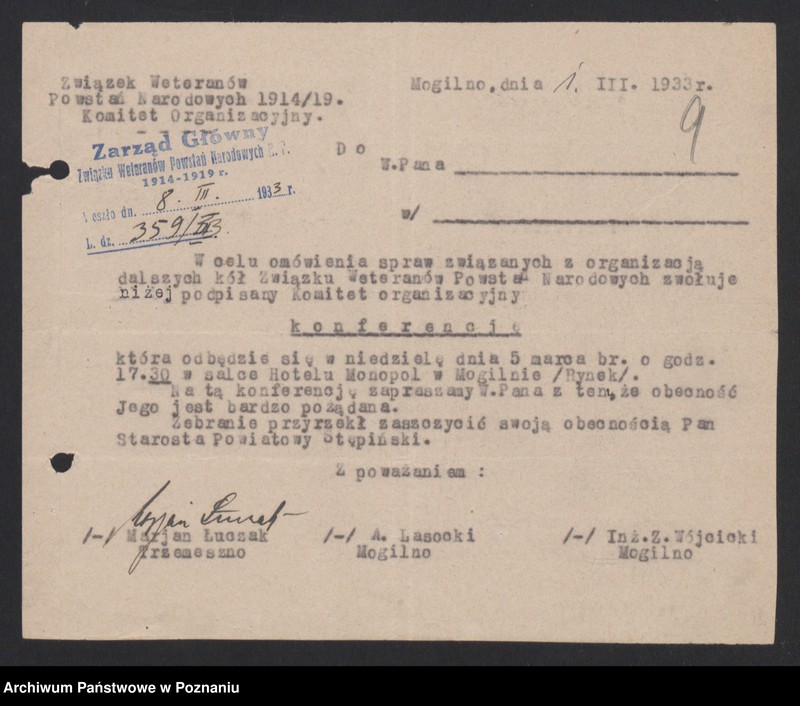 Związek Weteranów
Powstań Narodowych 1914/19.
Komitet Organizacyjny.
Mogilno, dnia 1. III. 1933r.
9
Zarząd Główny
Związku Weteranów Powstań Narodowych R. P.
1914-1919 r.
eszło dn. 8. III. 1933 r.
L. dz. 359/33
D o
W.Pana
w/
W celu omówienia spraw związanych z organizacją
dalszych kół Związku Weteranów Powsta Narodowych zwołuje
niżej podpisany Komitet organizacyjny
k o n f e r e n c j ę
która odbędzie się w niedzielę dnia 5 marca br. o godz.
17.30 w salce Hotelu Monopol w Mogilnie /Rynek/.
Na tą konferencję zapraszamy W.Pana z tem, że obecność
Jego jest bardzo pożądana.
Zebranie przyrzekł zaszczycić swoją obecnością Pan
Starosta Powiatowy Stępiński.
Z poważaniem :
/-/ Marjan Łuczak /-/ A. Lasocki /-/ Inż.Z.Wójcicki
Trzemeszno Mogilno Mogilno
Archiwum Państwowe w Poznaniu